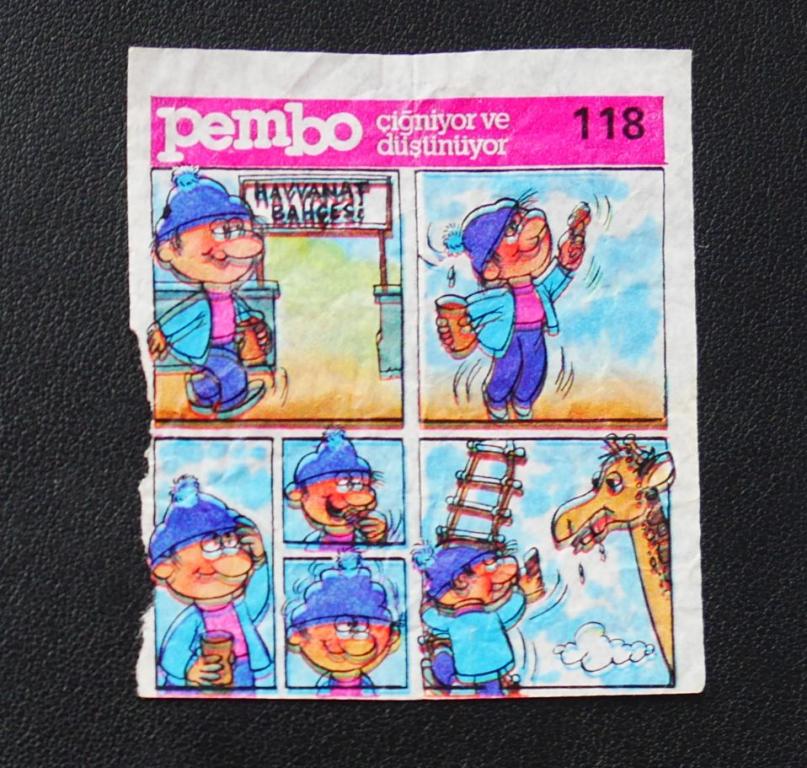 pembo
çiğniyor ve
düşünüyor
118
HAYVANAT
BAHÇESİ